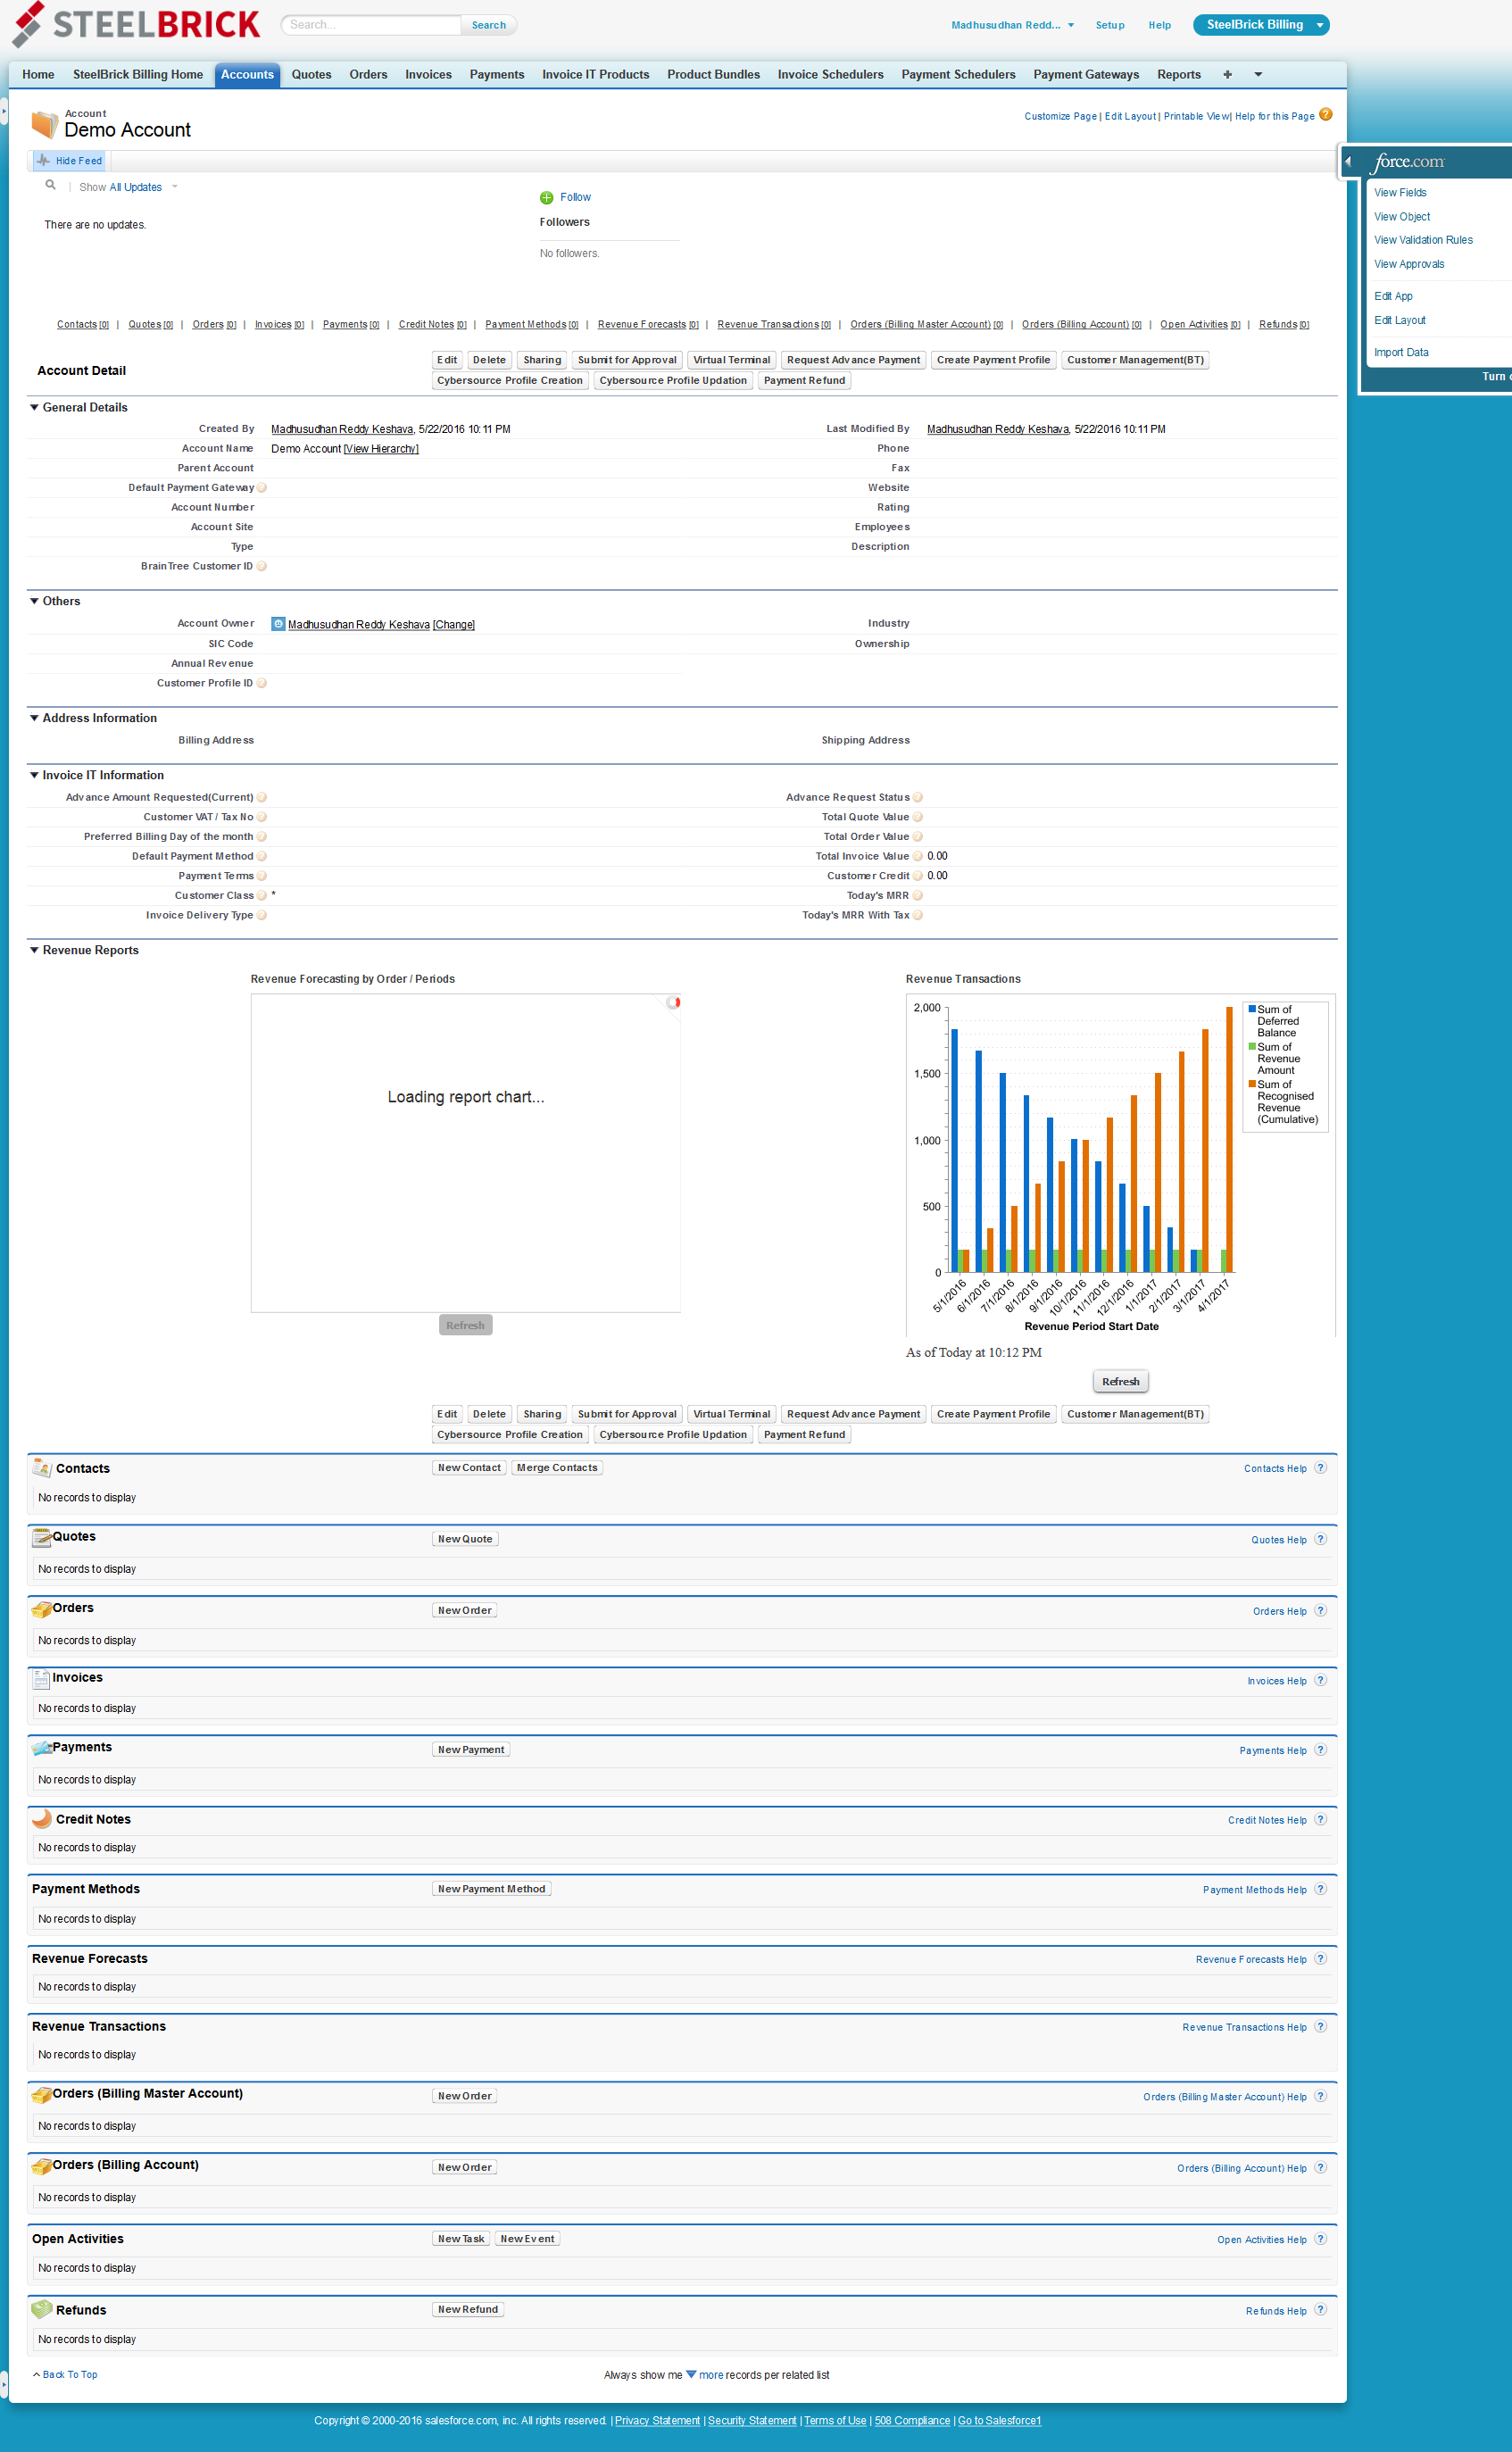 STEELBRICK
Search...
Search
Madhusudhan Redd...
Setup
Help
SteelBrick Billing
Home SteelBrick Billing Home Accounts Quotes Orders Invoices Payments Invoice IT Products Product Bundles Invoice Schedulers Payment Schedulers Payment Gateways Reports +
Account
Demo Account
Customize Page | Edit Layout | Printable View | Help for this Page ?
Hide Feed
Show All Updates
There are no updates.
Follow
Followers
No followers.
force.com
View Fields
View Object
View Validation Rules
View Approvals
Edit App
Edit Layout
Import Data
Turn
Contacts [0] | Quotes [0] | Orders [0] | Invoices [0] | Payments [0] | Credit Notes [0] | Payment Methods [0] | Revenue Forecasts [0] | Revenue Transactions [0] | Orders (Billing Master Account) [0] | Orders (Billing Account) [0] | Open Activities [0] | Refunds [0]
Account Detail
Edit Delete Sharing Submit for Approval Virtual Terminal Request Advance Payment Create Payment Profile Customer Management(BT)
Cybersource Profile Creation Cybersource Profile Updation Payment Refund
General Details
Created By Madhusudhan Reddy Keshava, 5/22/2016 10:11 PM Last Modified By Madhusudhan Reddy Keshava, 5/22/2016 10:11 PM
Account Name Demo Account [View Hierarchy] Phone
Parent Account Fax
Default Payment Gateway Website
Account Number Rating
Account Site Employees
Type Description
BrainTree Customer ID
Others
Account Owner Madhusudhan Reddy Keshava [Change] Industry
SIC Code Ownership
Annual Revenue
Customer Profile ID
Address Information
Billing Address Shipping Address
Invoice IT Information
Advance Amount Requested(Current) Advance Request Status
Customer VAT / Tax No Total Quote Value
Preferred Billing Day of the month Total Order Value
Default Payment Method Total Invoice Value 0.00
Payment Terms Customer Credit 0.00
Customer Class * Today's MRR
Invoice Delivery Type Today's MRR With Tax
Revenue Reports
Revenue Forecasting by Order / Periods
Loading report chart...
Refresh
Revenue Transactions
2,000
1,500
1,000
500
0
Sum of
Deferred
Balance
Sum of
Revenue
Amount
Sum of
Recognised
Revenue
(Cumulative)
5/1/2016 6/1/2016 7/1/2016 8/1/2016 9/1/2016 10/1/2016 11/1/2016 12/1/2016 1/1/2017 2/1/2017 3/1/2017 4/1/2017
Revenue Period Start Date
As of Today at 10:12 PM
Refresh
Edit Delete Sharing Submit for Approval Virtual Terminal Request Advance Payment Create Payment Profile Customer Management(BT)
Cybersource Profile Creation Cybersource Profile Updation Payment Refund
Contacts New Contact Merge Contacts Contacts Help ?
No records to display
Quotes New Quote Quotes Help ?
No records to display
Orders New Order Orders Help ?
No records to display
Invoices Invoices Help ?
No records to display
Payments New Payment Payments Help ?
No records to display
Credit Notes Credit Notes Help ?
No records to display
Payment Methods New Payment Method Payment Methods Help ?
No records to display
Revenue Forecasts Revenue Forecasts Help ?
No records to display
Revenue Transactions Revenue Transactions Help ?
No records to display
Orders (Billing Master Account) New Order Orders (Billing Master Account) Help ?
No records to display
Orders (Billing Account) New Order Orders (Billing Account) Help ?
No records to display
Open Activities New Task New Event Open Activities Help ?
No records to display
Refunds New Refund Refunds Help ?
No records to display
Back To Top
Always show me more records per related list
Copyright © 2000-2016 salesforce.com, inc. All rights reserved. | Privacy Statement | Security Statement | Terms of Use | 508 Compliance | Go to Salesforce1